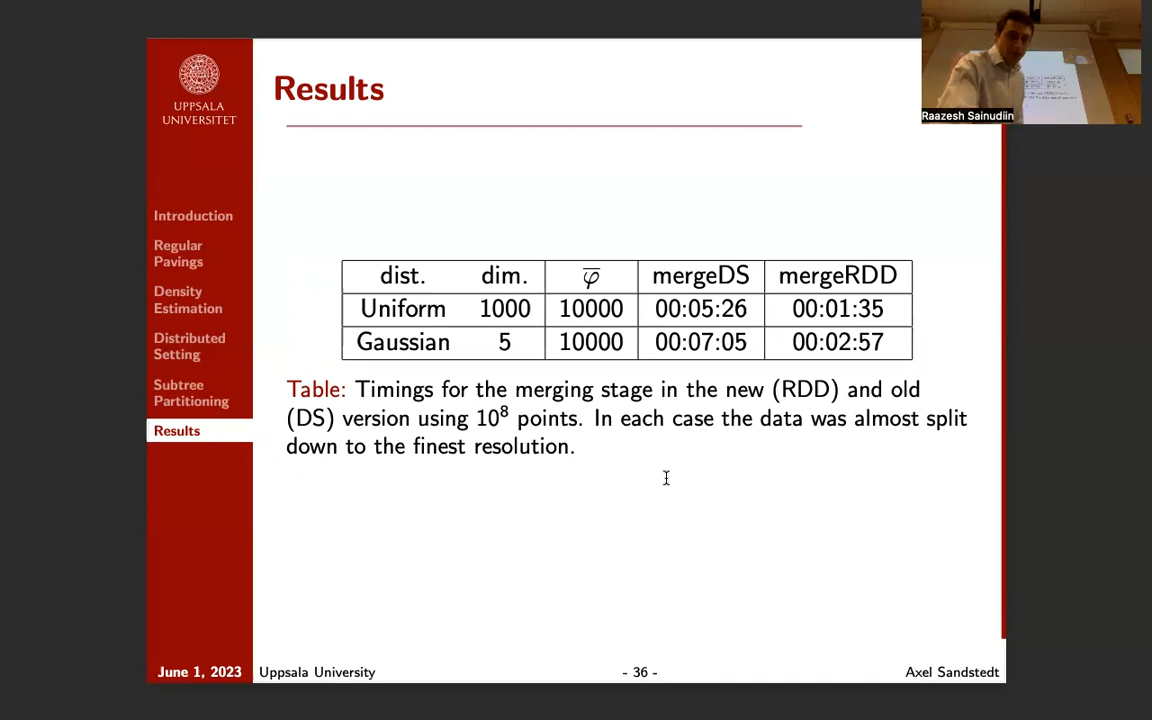 Results
UPPSALA
UNIVERSITET
Raazesh Sainudiin
Introduction
Regular
Pavings
Density
Estimation
Distributed
Setting
Subtree
Partitioning
Results
dist. dim. φ̅ mergeDS mergeRDD
Uniform 1000 10000 00:05:26 00:01:35
Gaussian 5 10000 00:07:05 00:02:57
Table: Timings for the merging stage in the new (RDD) and old
(DS) version using 10⁸ points. In each case the data was almost split
down to the finest resolution.
June 1, 2023 Uppsala University - 36 - Axel Sandstedt